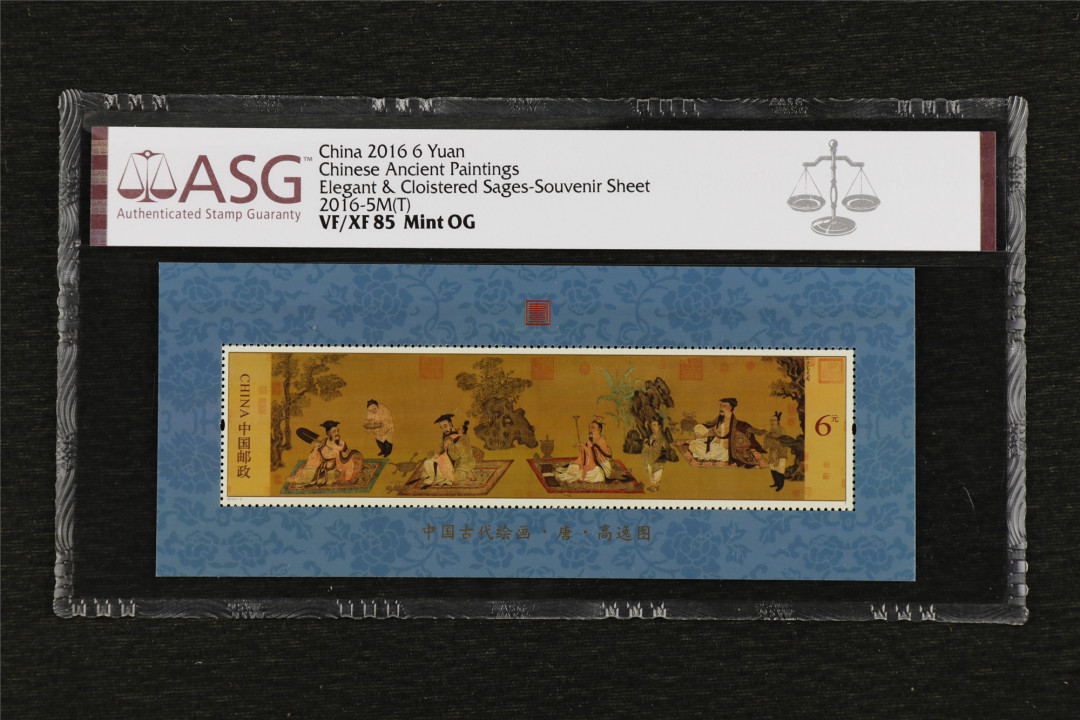 ASG™
Authenticated Stamp Guaranty
China 2016 6 Yuan
Chinese Ancient Paintings
Elegant & Cloistered Sages-Souvenir Sheet
2016-5M(T)
VF/XF 85 Mint OG
CHINA 中国邮政
6元
中国古代绘画·唐·高逸图